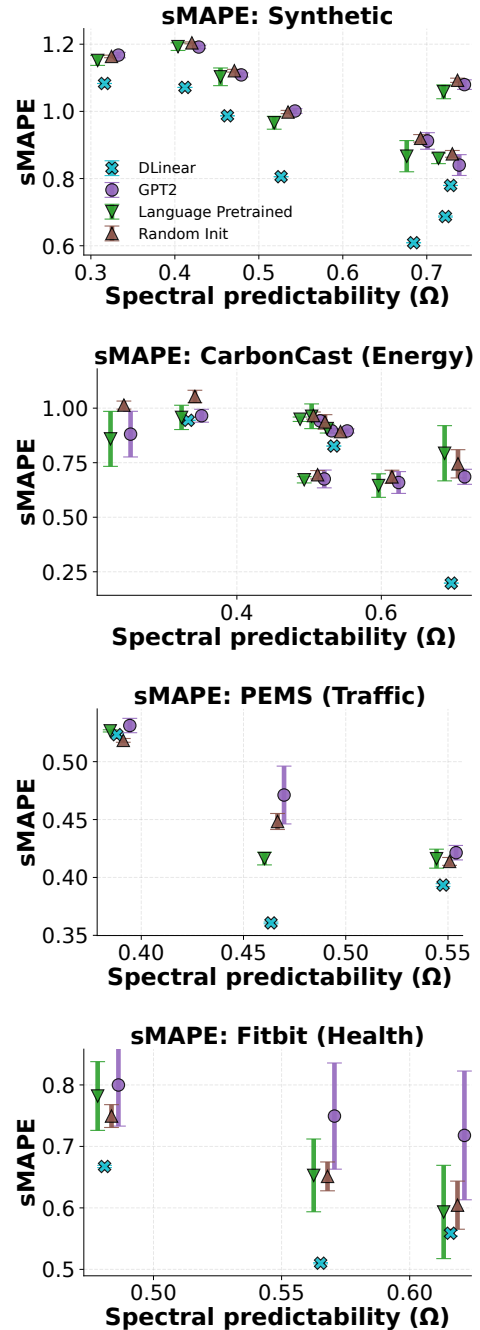 sMAPE: Synthetic
1.2
1.0
0.8
0.6
sMAPE
DLinear
GPT2
Language Pretrained
Random Init
0.3 0.4 0.5 0.6 0.7
Spectral predictability (Ω)
sMAPE: CarbonCast (Energy)
1.00
0.75
0.50
0.25
sMAPE
0.4 0.6
Spectral predictability (Ω)
sMAPE: PEMS (Traffic)
0.50
0.45
0.40
0.35
sMAPE
0.40 0.45 0.50 0.55
Spectral predictability (Ω)
sMAPE: Fitbit (Health)
0.8
0.7
0.6
0.5
sMAPE
0.50 0.55 0.60
Spectral predictability (Ω)